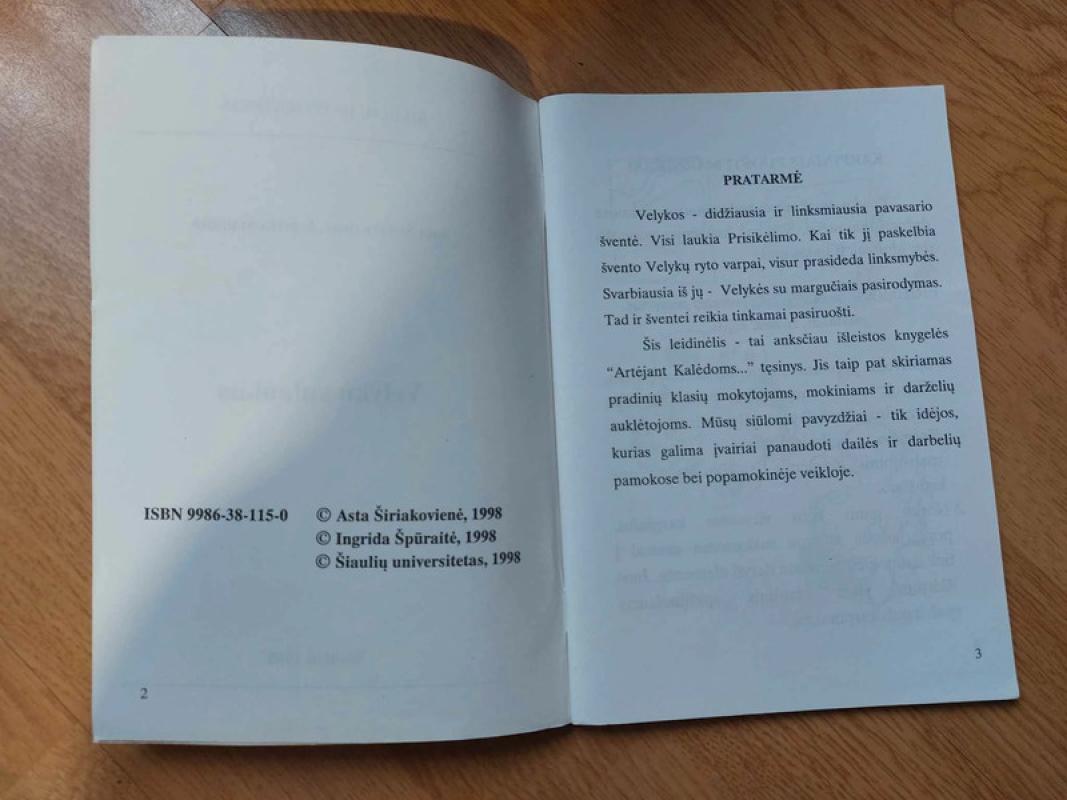 ISBN 9986-38-115-0
© Asta Širiakovienė, 1998
© Ingrida Špūraitė, 1998
© Šiaulių universitetas, 1998
2
PRATARMĖ
Velykos - didžiausia ir linksmiausia pavasario
šventė. Visi laukia Prisikėlimo. Kai tik jį paskelbia
švento Velykų ryto varpai, visur prasideda linksmybės.
Svarbiausia iš jų - Velykės su margučiais pasirodymas.
Tad ir šventei reikia tinkamai pasiruošti.
Šis leidinėlis - tai anksčiau išleistos knygelės
“Artėjant Kalėdoms...” tęsinys. Jis taip pat skiriamas
pradinių klasių mokytojams, mokiniams ir darželių
auklėtojoms. Mūsų siūlomi pavyzdžiai - tik idėjos,
kurias galima įvairiai panaudoti dailės ir darbelių
pamokose bei popamokinėje veikloje.
3